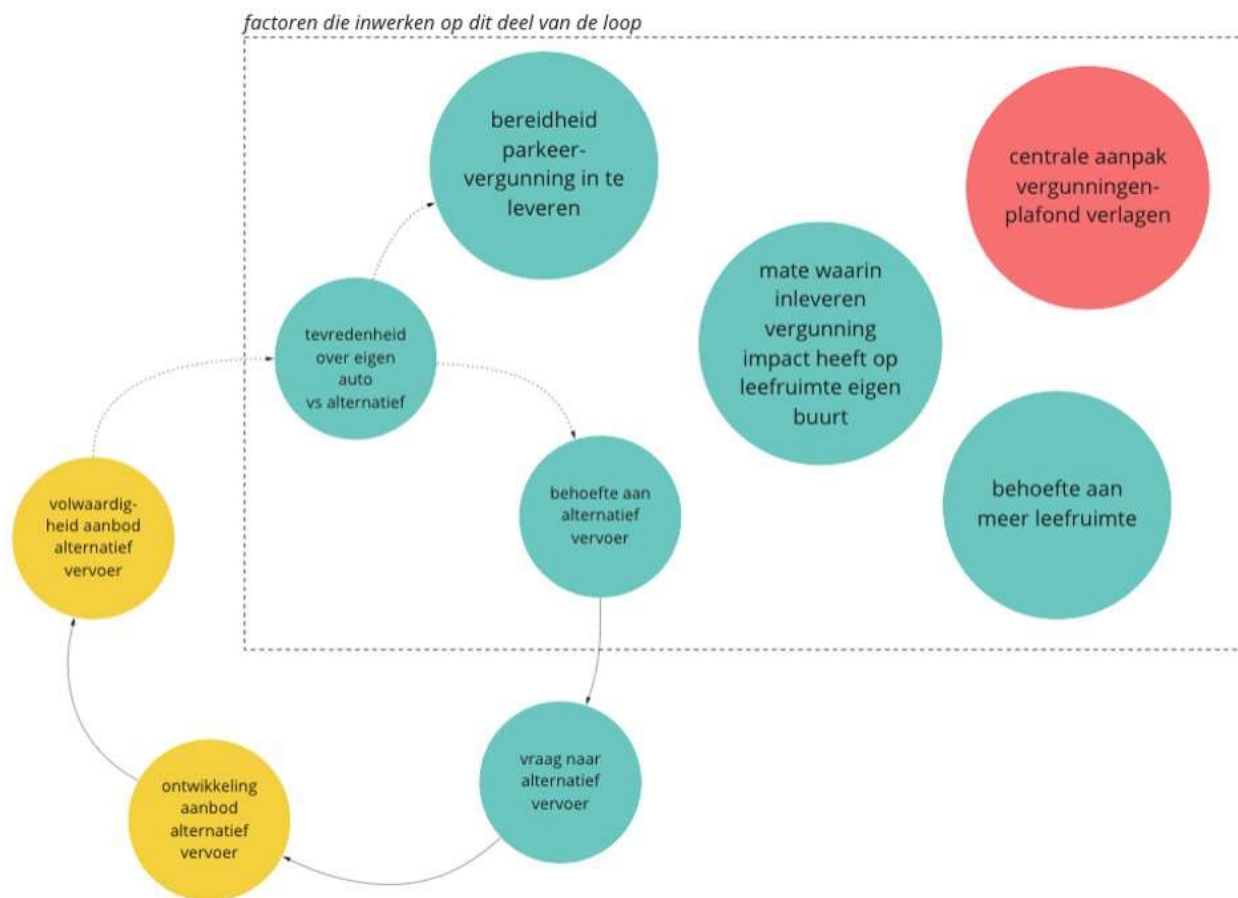 factoren die inwerken op dit deel van de loop
bereidheid
parkeer-
vergunning in te
leveren
centrale aanpak
vergunningen-
plafond verlagen
mate waarin
inleveren
vergunning
impact heeft op
leefruimte eigen
buurt
tevredenheid
over eigen
auto
vs alternatief
behoefte aan
alternatief
vervoer
behoefte aan
meer leefruimte
volwaardig-
heid aanbod
alternatief
vervoer
vraag naar
alternatief
vervoer
ontwikkeling
aanbod
alternatief
vervoer